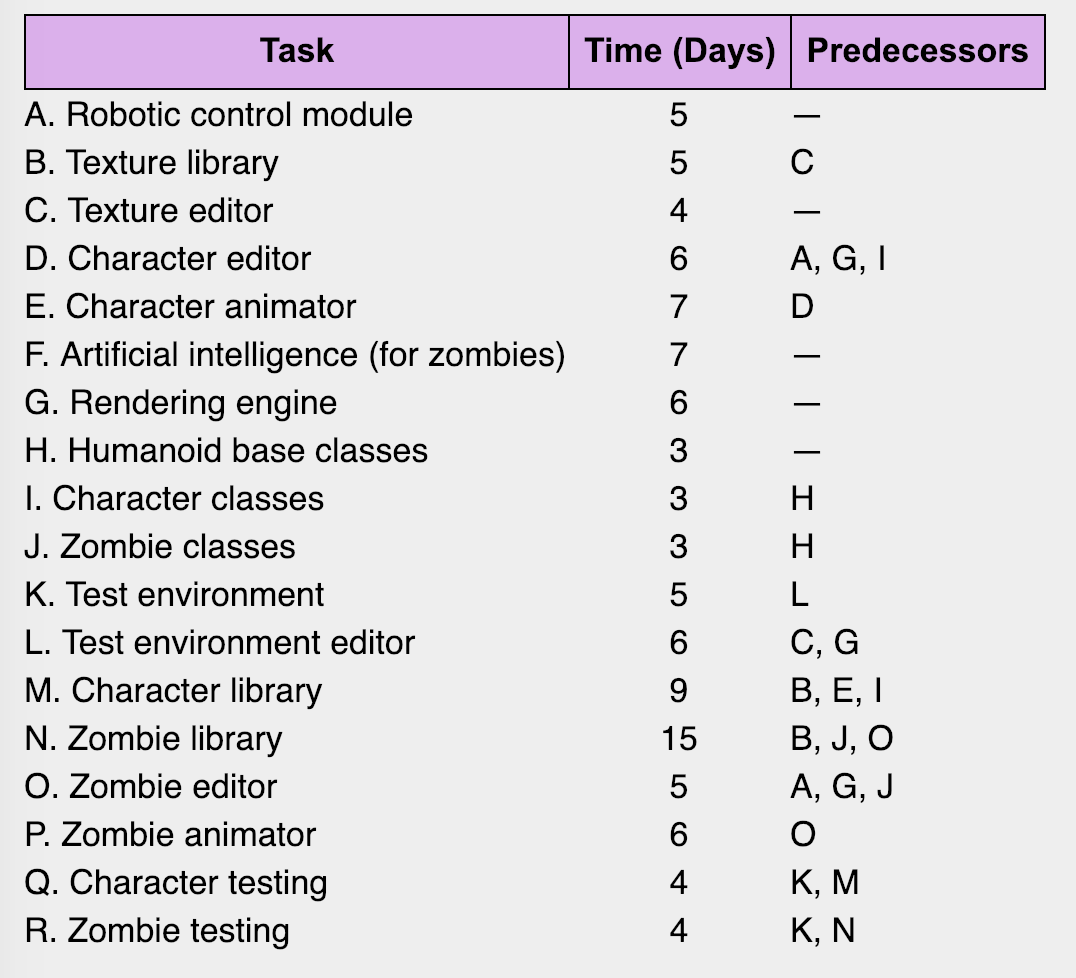 Task Time (Days) Predecessors
A. Robotic control module 5 —
B. Texture library 5 C
C. Texture editor 4 —
D. Character editor 6 A, G, I
E. Character animator 7 D
F. Artificial intelligence (for zombies) 7 —
G. Rendering engine 6 —
H. Humanoid base classes 3 —
I. Character classes 3 H
J. Zombie classes 3 H
K. Test environment 5 L
L. Test environment editor 6 C, G
M. Character library 9 B, E, I
N. Zombie library 15 B, J, O
O. Zombie editor 5 A, G, J
P. Zombie animator 6 O
Q. Character testing 4 K, M
R. Zombie testing 4 K, N